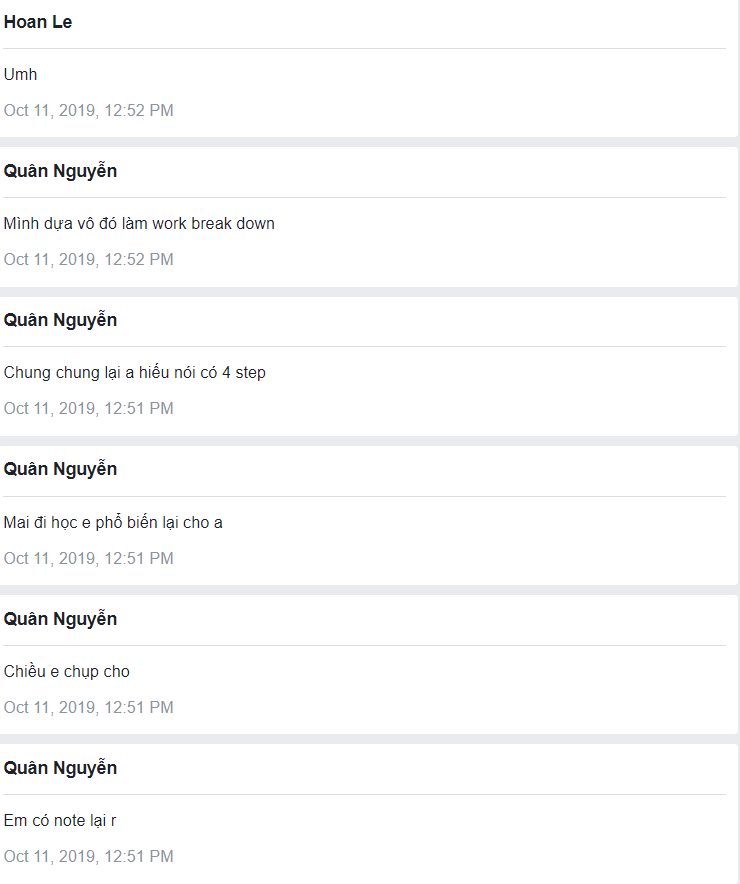 Hoan Le
Umh
Oct 11, 2019, 12:52 PM
Quân Nguyễn
Mình dựa vô đó làm work break down
Oct 11, 2019, 12:52 PM
Quân Nguyễn
Chung chung lại a hiếu nói có 4 step
Oct 11, 2019, 12:51 PM
Quân Nguyễn
Mai đi học e phổ biến lại cho a
Oct 11, 2019, 12:51 PM
Quân Nguyễn
Chiều e chụp cho
Oct 11, 2019, 12:51 PM
Quân Nguyễn
Em có note lại r
Oct 11, 2019, 12:51 PM